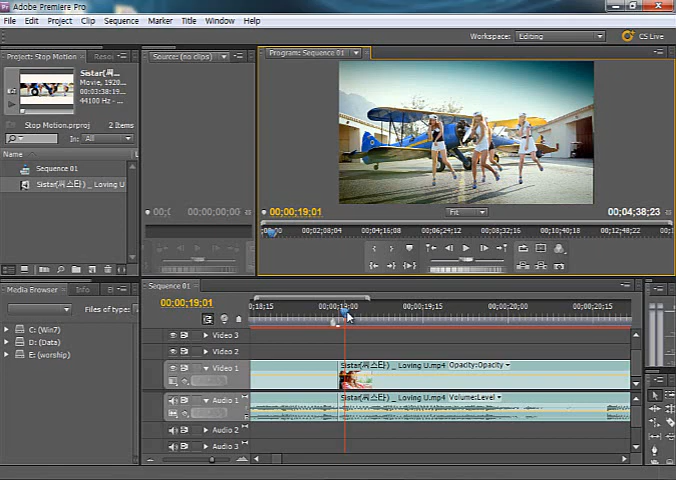 Adobe Premiere Pro
File Edit Project Clip Sequence Marker Title Window Help
Workspace: Editing CS Live
Project: Stop Motion
Source: (no clips)
Program: Sequence 01
Sistar(씨스타)...
Movie, 1920...
00;03;38;19...
44100 Hz - ...
Stop Motion.prproj 2 Items
In: All
Name
Sequence 01
Sistar(씨스타) _ Loving U
00;00;00;00
00;00;19;01 Fit 00;04;38;23
00;02;08;04 00;04;16;08 00;06;24;12 00;08;32;16 00;10;40;18 00;12;48;22
Media Browser Info
Files of type:
C: (Win7)
D: (Data)
E: (worship)
Sequence 01
00;00;19;01
;18;15 00;00;19;00 00;00;19;15 00;00;20;00 00;00;20;15
Video 3
Video 2
Video 1 Sistar(씨스타) _ Loving U.mp4 Opacity:Opacity
Audio 1 Sistar(씨스타) _ Loving U.mp4 Volume:Level
Audio 2
Audio 3